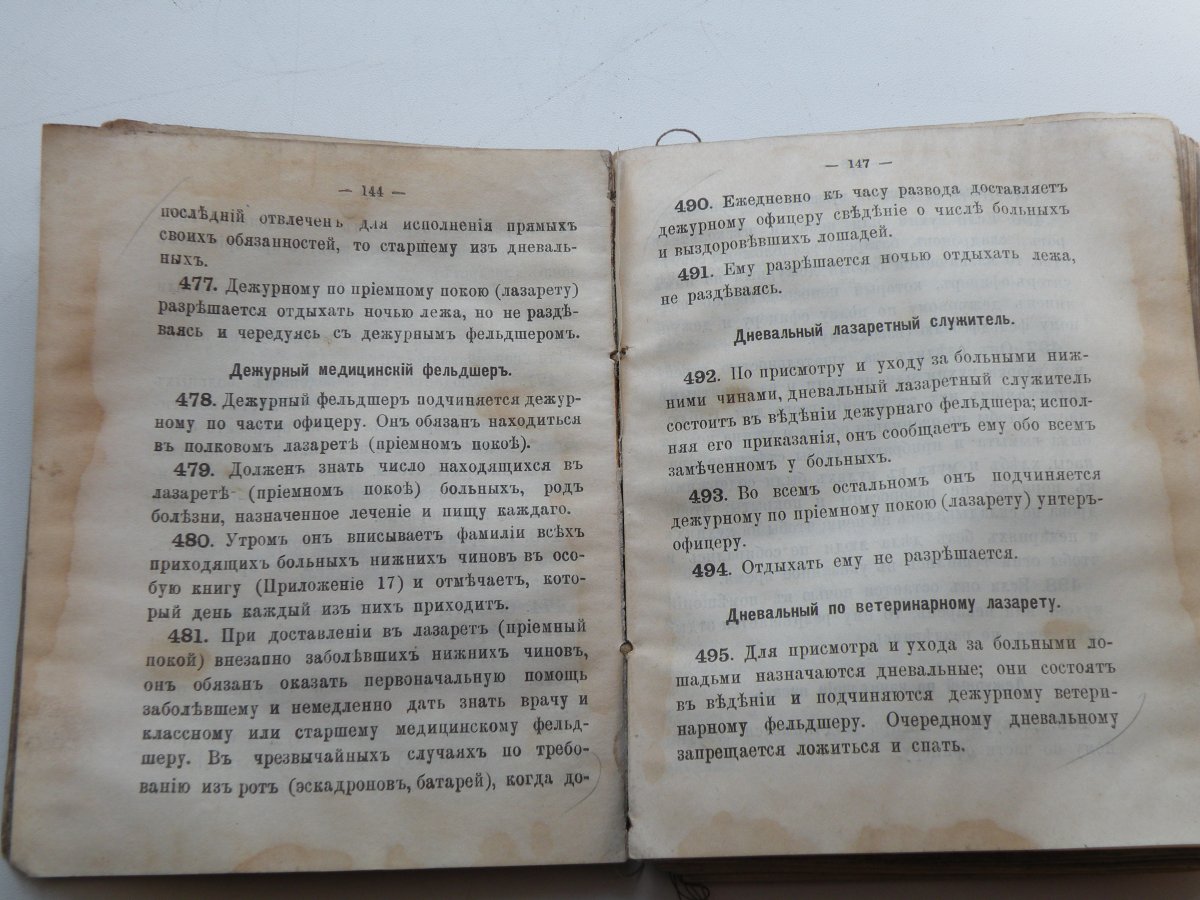 — 144 —
послѣдній отвлеченъ для исполненія прямыхъ
своихъ обязанностей, то старшему изъ дневаль-
ныхъ.
477. Дежурному по пріемному покою (лазарету)
разрѣшается отдыхать ночью лежа, но не раздѣ-
ваясь и чередуясь съ дежурнымъ фельдшеромъ.
Дежурный медицинскій фельдшеръ.
478. Дежурный фельдшеръ подчиняется дежур-
ному по части офицеру. Онъ обязанъ находиться
въ полковомъ лазаретѣ (пріемномъ покоѣ).
479. Долженъ знать число находящихся въ
лазаретѣ (пріемномъ покоѣ) больныхъ, родъ
болѣзни, назначенное леченіе и пищу каждаго.
480. Утромъ онъ вписываетъ фамиліи всѣхъ
приходящихъ больныхъ нижнихъ чиновъ въ осо-
бую книгу (Приложеніе 17) и отмѣчаетъ, кото-
рый день каждый изъ нихъ приходитъ.
481. При доставленіи въ лазаретъ (пріемный
покой) внезапно заболѣвшихъ нижнихъ чиновъ,
онъ обязанъ оказать первоначальную помощь
заболѣвшему и немедленно дать знать врачу и
классному или старшему медицинскому фельд-
шеру. Въ чрезвычайныхъ случаяхъ по требо-
ванію изъ ротъ (эскадроновъ, батарей), когда до-
— 147 —
490. Ежедневно къ часу развода доставляетъ
дежурному офицеру свѣдѣніе о числѣ больныхъ
и выздоровѣвшихъ лошадей.
491. Ему разрѣшается ночью отдыхать лежа,
не раздѣваясь.
Дневальный лазаретный служитель.
492. По присмотру и уходу за больными ниж-
ними чинами, дневальный лазаретный служитель
состоитъ въ вѣдѣніи дежурнаго фельдшера; испол-
няя его приказанія, онъ сообщаетъ ему обо всемъ
замѣченномъ у больныхъ.
493. Во всемъ остальномъ онъ подчиняется
дежурному по пріемному покою (лазарету) унтеръ-
офицеру.
494. Отдыхать ему не разрѣшается.
Дневальный по ветеринарному лазарету.
495. Для присмотра и ухода за больными ло-
шадьми назначаются дневальные; они состоятъ
въ вѣдѣніи и подчиняются дежурному ветери-
нарному фельдшеру. Очередному дневальному
запрещается ложиться и спать.